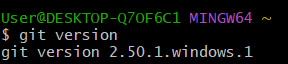 User@DESKTOP-Q7OF6C1 MINGW64 ~
$ git version
git version 2.50.1.windows.1